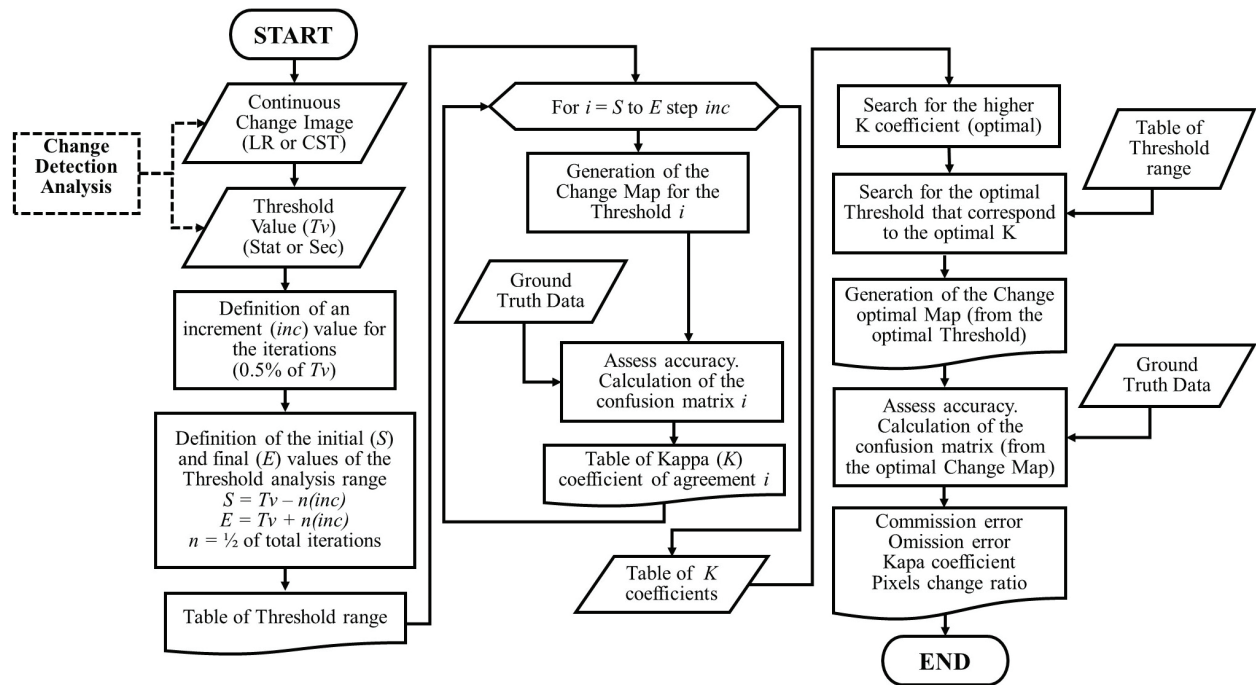 START
Continuous
Change Image
(LR or CST)
Change
Detection
Analysis
Threshold
Value (Tv)
(Stat or Sec)
Definition of an
increment (inc) value for
the iterations
(0.5% of Tv)
Definition of the initial (S)
and final (E) values of the
Threshold analysis range
S = Tv – n(inc)
E = Tv + n(inc)
n = ½ of total iterations
Table of Threshold range
For i = S to E step inc
Generation of the
Change Map for the
Threshold i
Ground
Truth Data
Assess accuracy.
Calculation of the
confusion matrix i
Table of Kappa (K)
coefficient of agreement i
Table of K
coefficients
Search for the higher
K coefficient (optimal)
Table of
Threshold
range
Search for the optimal
Threshold that correspond
to the optimal K
Generation of the Change
optimal Map (from the
optimal Threshold)
Ground
Truth Data
Assess accuracy.
Calculation of the
confusion matrix (from
the optimal Change Map)
Commission error
Omission error
Kapa coefficient
Pixels change ratio
END